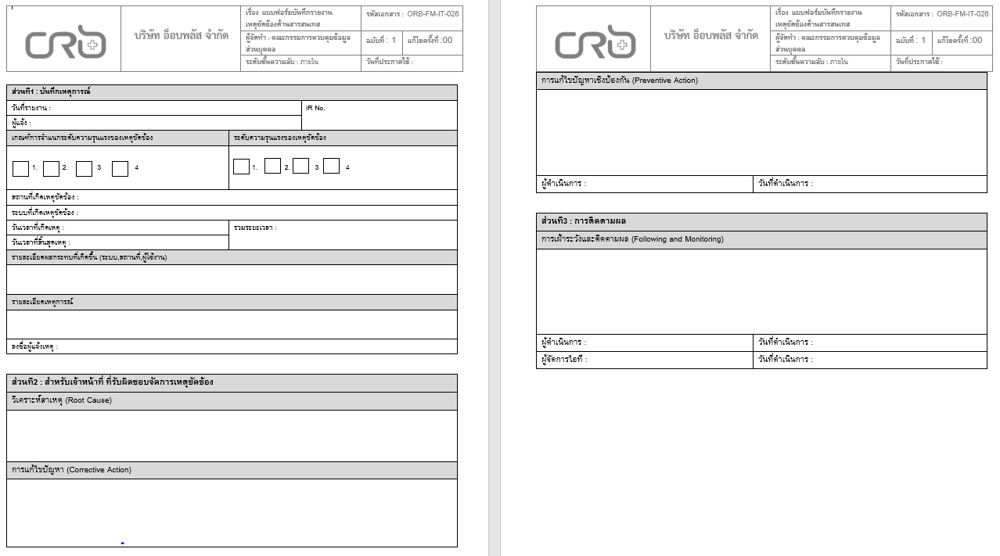 CRb
บริษัท อ็อบพลัส จำกัด
เรื่อง แบบฟอร์มบันทึกรายงาน
เหตุขัดข้องด้านสารสนเทส
ผู้จัดทำ : คณะกรรมการควบคุมข้อมูล
ส่วนบุคคล
ระดับชั้นความลับ : ภายใน
รหัสเอกสาร : ORB-FM-IT-026
ฉบับที่ : 1
แก้ไขครั้งที่ :00
วันที่ประกาศใช้ :
ส่วนที่1 : บันทึกเหตุการณ์
วันที่รายงาน :
IR No.
ผู้แจ้ง :
เกณฑ์การจำแนกระดับความรุนแรงของเหตุขัดข้อง
ระดับความรุนแรงของเหตุขัดข้อง
1. 2. 3 4
1. 2. 3 4
สถานที่เกิดเหตุขัดข้อง :
ระบบที่เกิดเหตุขัดข้อง :
วันเวลาที่เกิดเหตุ :
รวมระยะเวลา :
วันเวลาที่สิ้นสุดเหตุ :
รายละเอียดผลกระทบที่เกิดขึ้น (ระบบ,สถานที่,ผู้ใช้งาน)
รายละเอียดเหตุการณ์
ลงชื่อผู้แจ้งเหตุ :
ส่วนที่2 : สำหรับเจ้าหน้าที่ ที่รับผิดชอบจัดการเหตุขัดข้อง
วิเคราะห์สาเหตุ (Root Cause)
การแก้ไขปัญหา (Corrective Action)
CRb
บริษัท อ็อบพลัส จำกัด
เรื่อง แบบฟอร์มบันทึกรายงาน
เหตุขัดข้องด้านสารสนเทส
ผู้จัดทำ : คณะกรรมการควบคุมข้อมูล
ส่วนบุคคล
ระดับชั้นความลับ : ภายใน
รหัสเอกสาร : ORB-FM-IT-026
ฉบับที่ : 1
แก้ไขครั้งที่ :00
วันที่ประกาศใช้ :
การแก้ไขปัญหาเชิงป้องกัน (Preventive Action)
ผู้ดำเนินการ :
วันที่ดำเนินการ :
ส่วนที่3 : การติดตามผล
การเฝ้าระวังและติดตามผล (Following and Monitoring)
ผู้ดำเนินการ :
วันที่ดำเนินการ :
ผู้จัดการไอที :
วันที่ดำเนินการ :